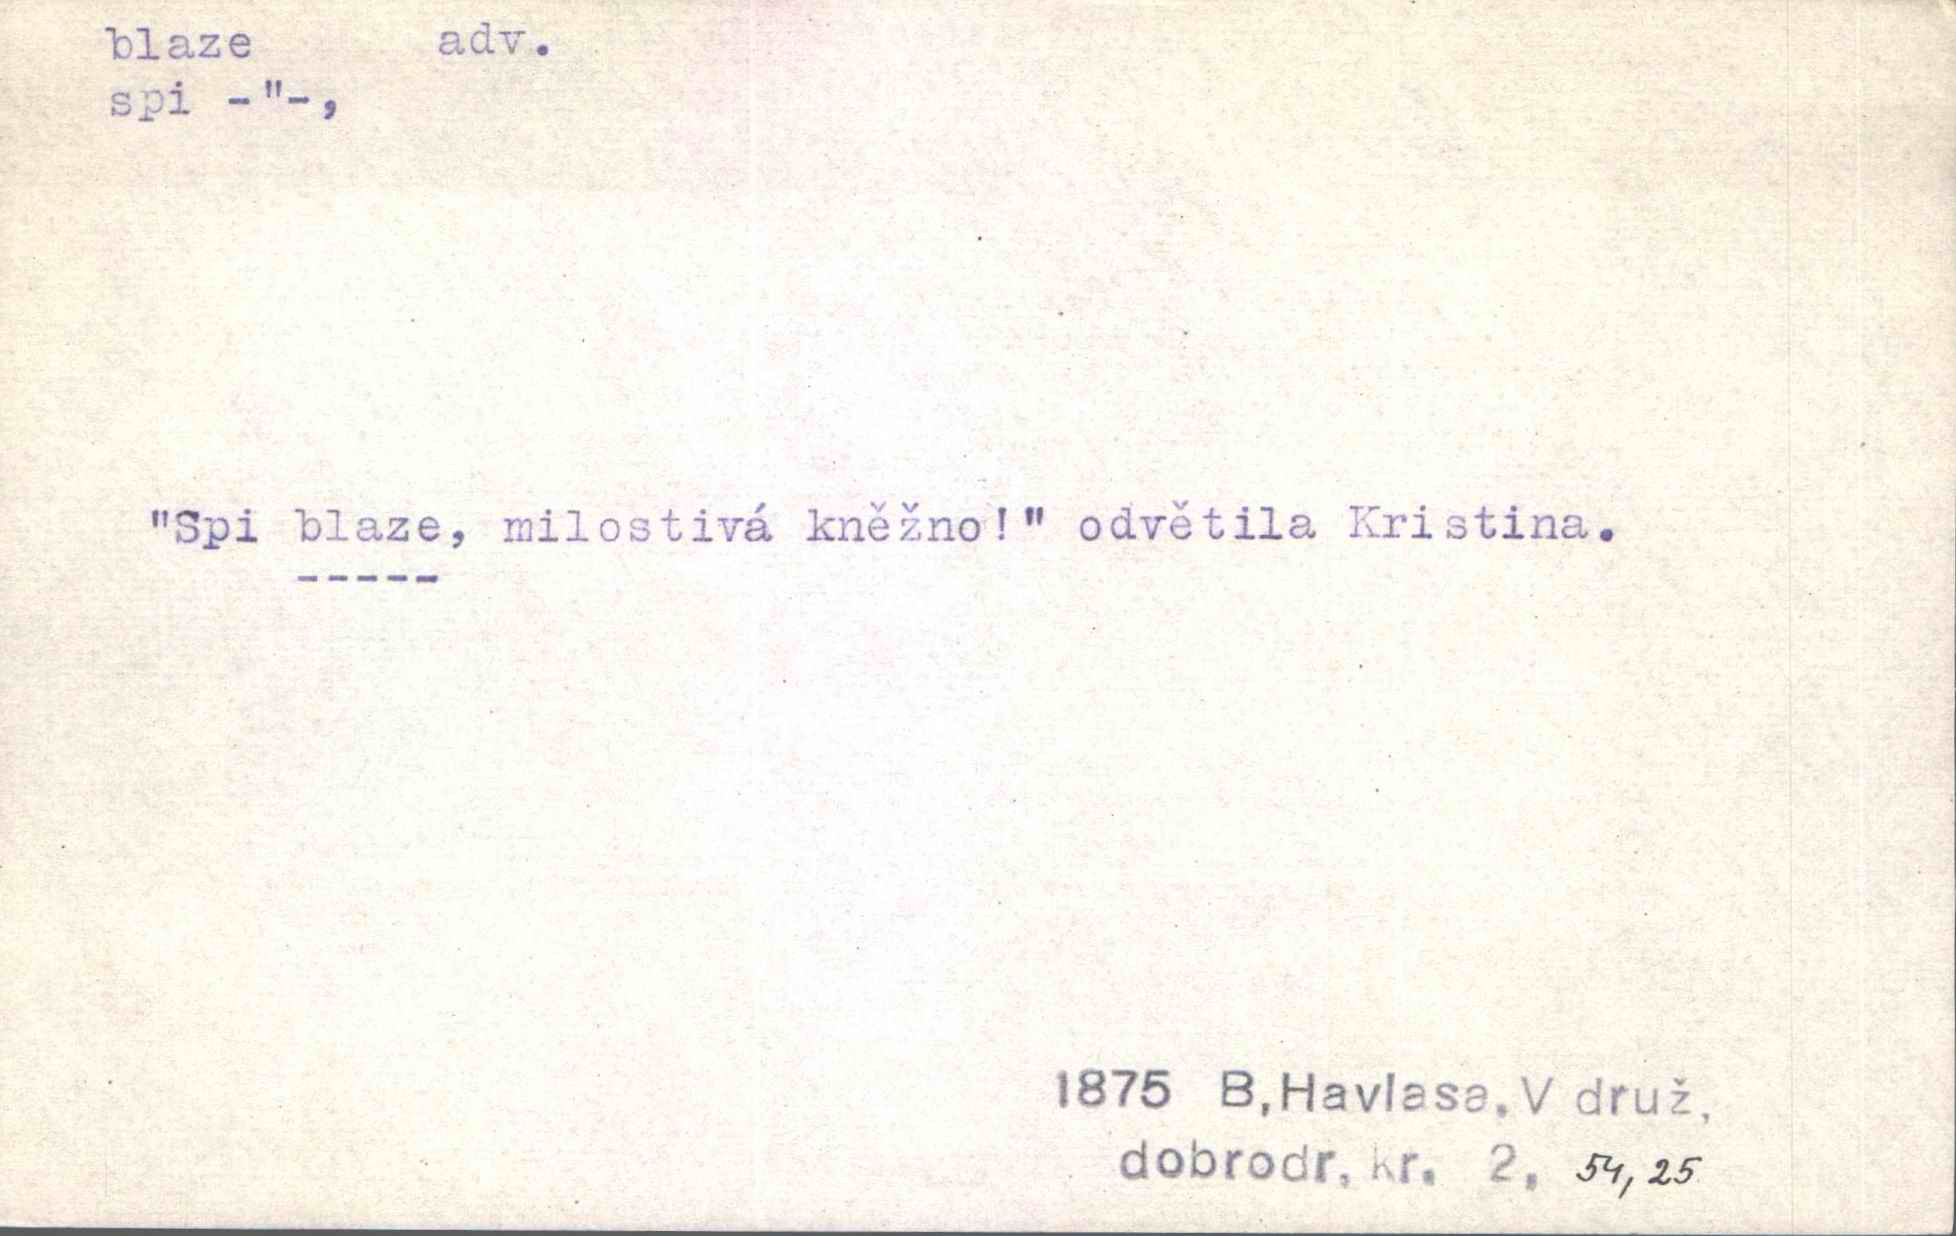 blaze adv.
spi -"-,
"Spi blaze, milostivá kněžno!" odvětila Kristina.
-----
1875 B,Havlasa,V druž,
dobrodr, kr. 2, 54, 25